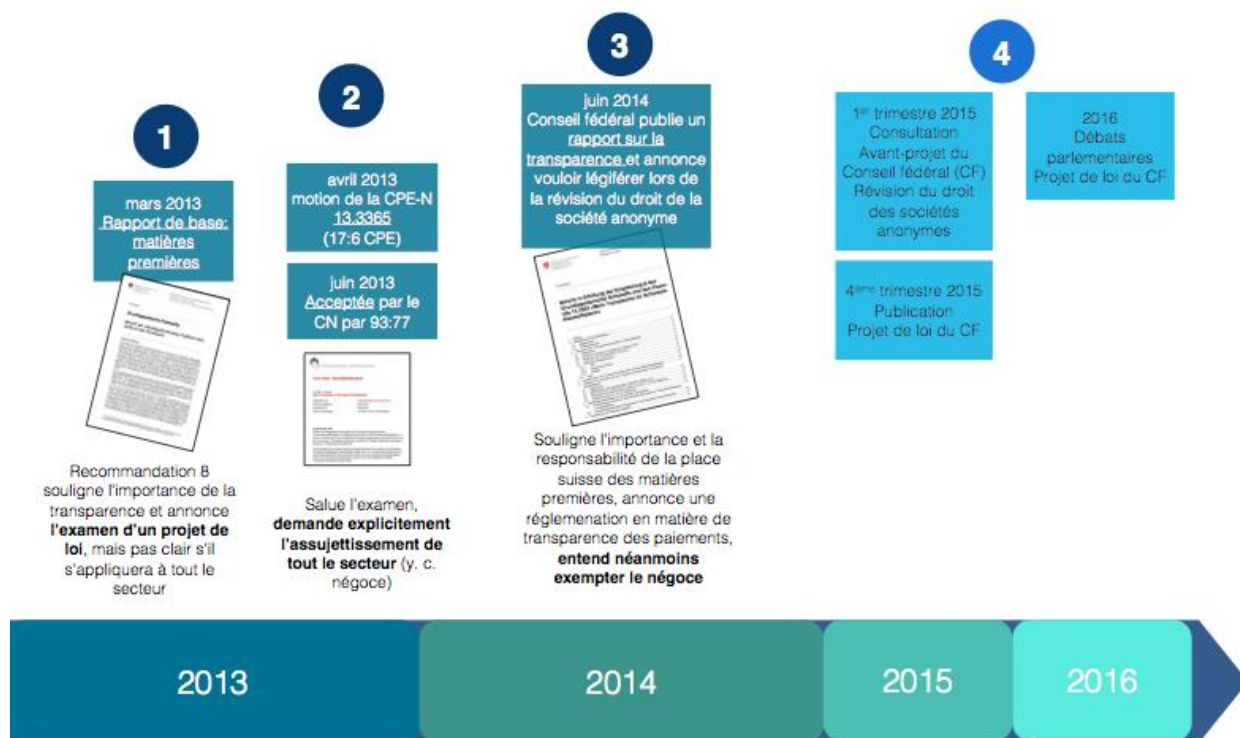 1
mars 2013
Rapport de base:
matières
premières
Recommandation 8
souligne l'importance de la
transparence et annonce
l'examen d'un projet de
loi, mais pas clair s'il
s'appliquera à tout le
secteur
2
avril 2013
motion de la CPE-N
13.3365
(17:6 CPE)
juin 2013
Acceptée par le
CN par 93:77
Salue l'examen,
demande explicitement
l'assujettissement de
tout le secteur (y. c.
négoce)
3
juin 2014
Conseil fédéral publie un
rapport sur la
transparence et annonce
vouloir légiférer lors de
la révision du droit de la
société anonyme
Souligne l'importance et la
responsabilité de la place
suisse des matières
premières, annonce une
réglemenation en matière de
transparence des paiements,
entend néanmoins
exempter le négoce
4
1er trimestre 2015
Consultation
Avant-projet du
Conseil fédéral (CF)
Révision du droit
des sociétés
anonymes
4ème trimestre 2015
Publication
Projet de loi du CF
2016
Débats
parlementaires
Projet de loi du CF
2013
2014
2015
2016